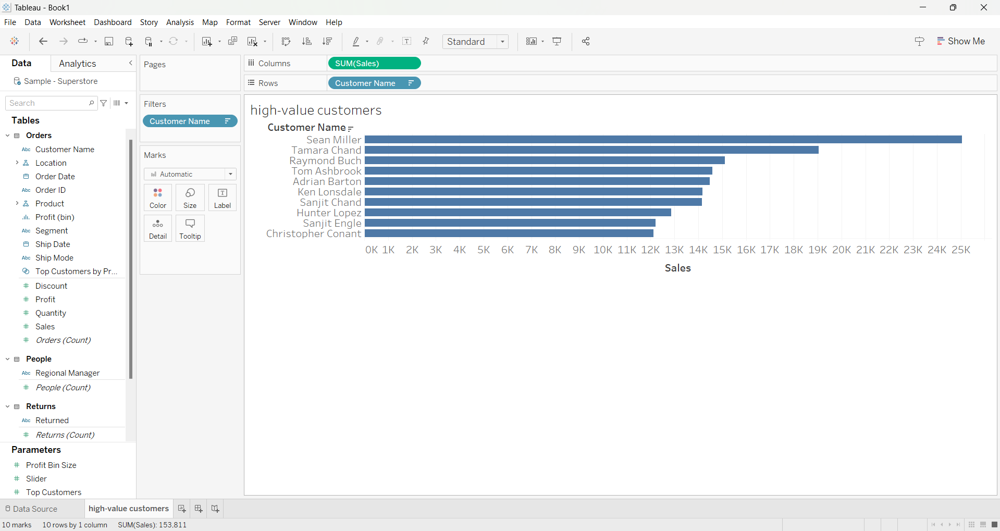 Tableau - Book1
File Data Worksheet Dashboard Story Analysis Map Format Server Window Help
Standard
Show Me
Data Analytics
Sample - Superstore
Search
Tables
Orders
Abc Customer Name
Location
Order Date
Abc Order ID
Product
Profit (bin)
Abc Segment
Ship Date
Abc Ship Mode
Top Customers by Pr...
Discount
Profit
Quantity
Sales
Orders (Count)
People
Abc Regional Manager
People (Count)
Returns
Abc Returned
Returns (Count)
Parameters
Profit Bin Size
Slider
Top Customers
Pages
Filters
Customer Name
Marks
Automatic
Color Size Label
Detail Tooltip
Columns SUM(Sales)
Rows Customer Name
high-value customers
Customer Name
Sean Miller
Tamara Chand
Raymond Buch
Tom Ashbrook
Adrian Barton
Ken Lonsdale
Sanjit Chand
Hunter Lopez
Sanjit Engle
Christopher Conant
0K 1K 2K 3K 4K 5K 6K 7K 8K 9K 10K 11K 12K 13K 14K 15K 16K 17K 18K 19K 20K 21K 22K 23K 24K 25K
Sales
Data Source high-value customers
10 marks 10 rows by 1 column SUM(Sales): 153,811